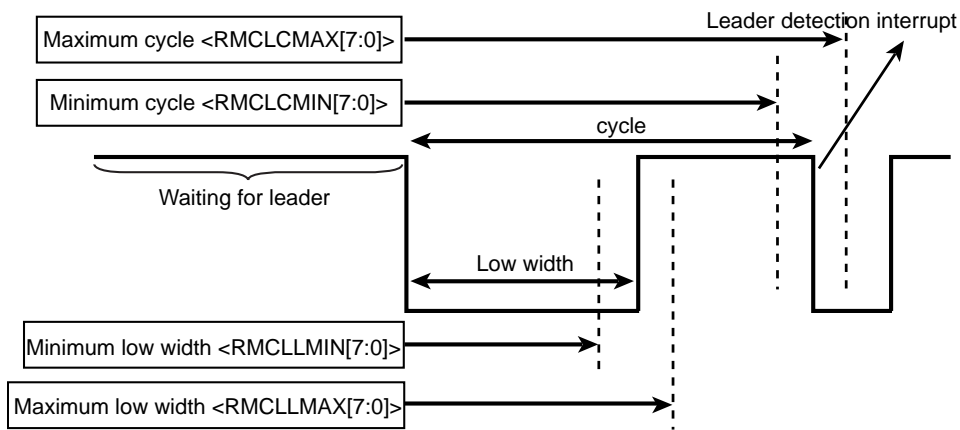 Leader detection interrupt
Maximum cycle <RMCLCMAX[7:0]>
Minimum cycle <RMCLCMIN[7:0]>
cycle
Waiting for leader
Low width
Minimum low width <RMCLLMIN[7:0]>
Maximum low width <RMCLLMAX[7:0]>